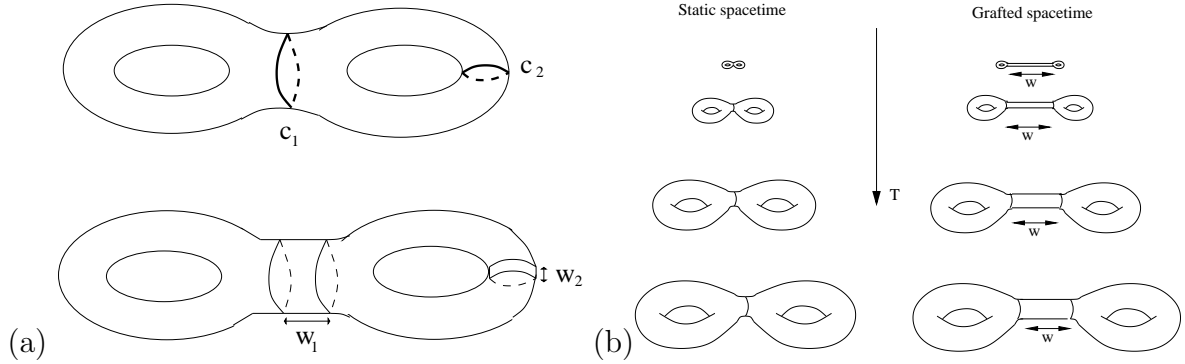 c₂
c₁
w₂
w₁
(a)
Static spacetime
Grafted spacetime
w
w
T
w
w
(b)